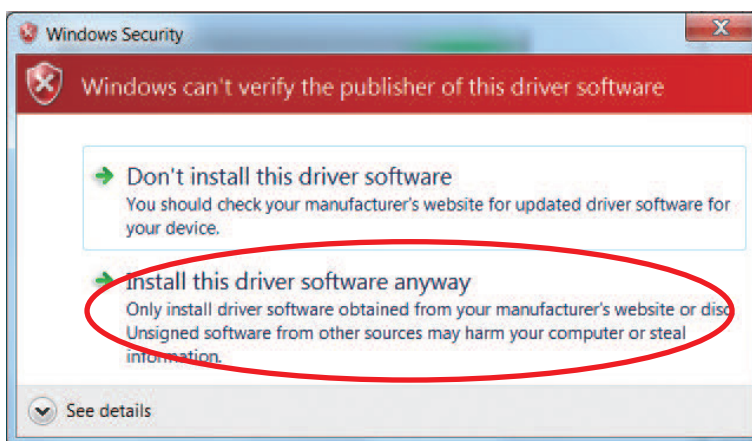 Windows Security
Windows can't verify the publisher of this driver software
Don't install this driver software
You should check your manufacturer's website for updated driver software for
your device.
Install this driver software anyway
Only install driver software obtained from your manufacturer's website or disc
Unsigned software from other sources may harm your computer or steal
information.
See details